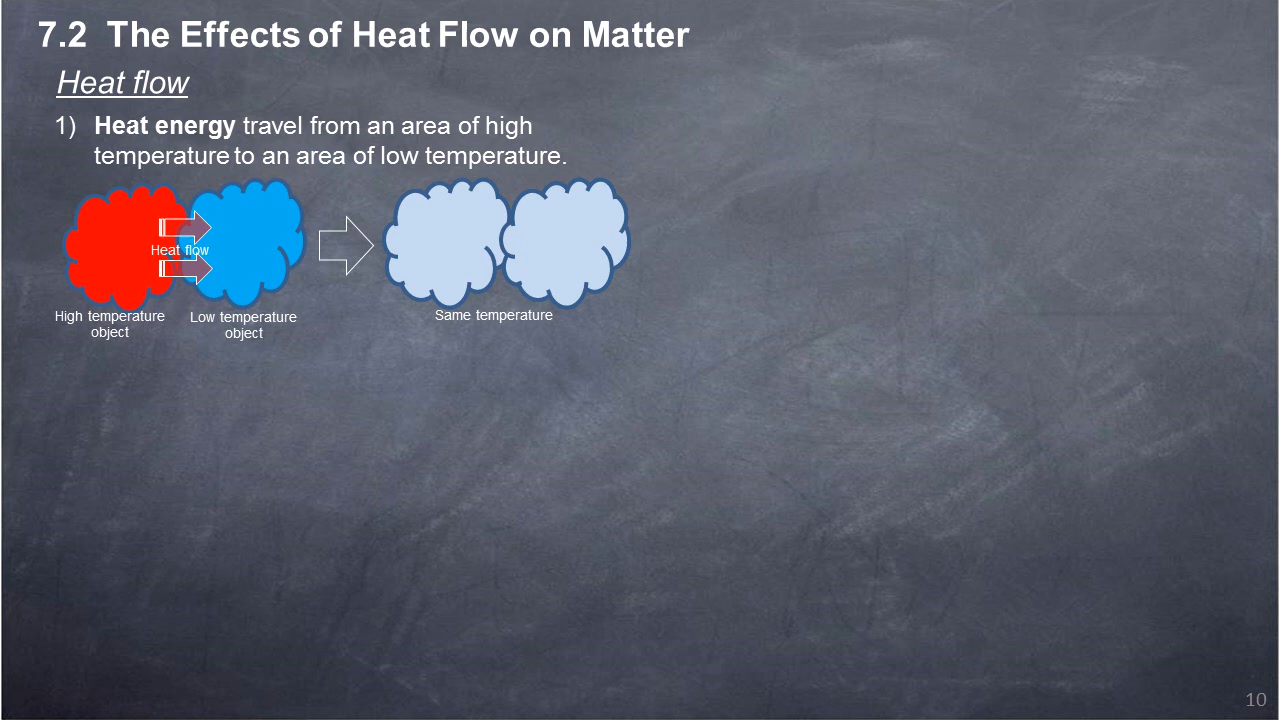 7.2 The Effects of Heat Flow on Matter
Heat flow
1) Heat energy travel from an area of high
temperature to an area of low temperature.
Heat flow
High temperature
object
Low temperature
object
Same temperature
10